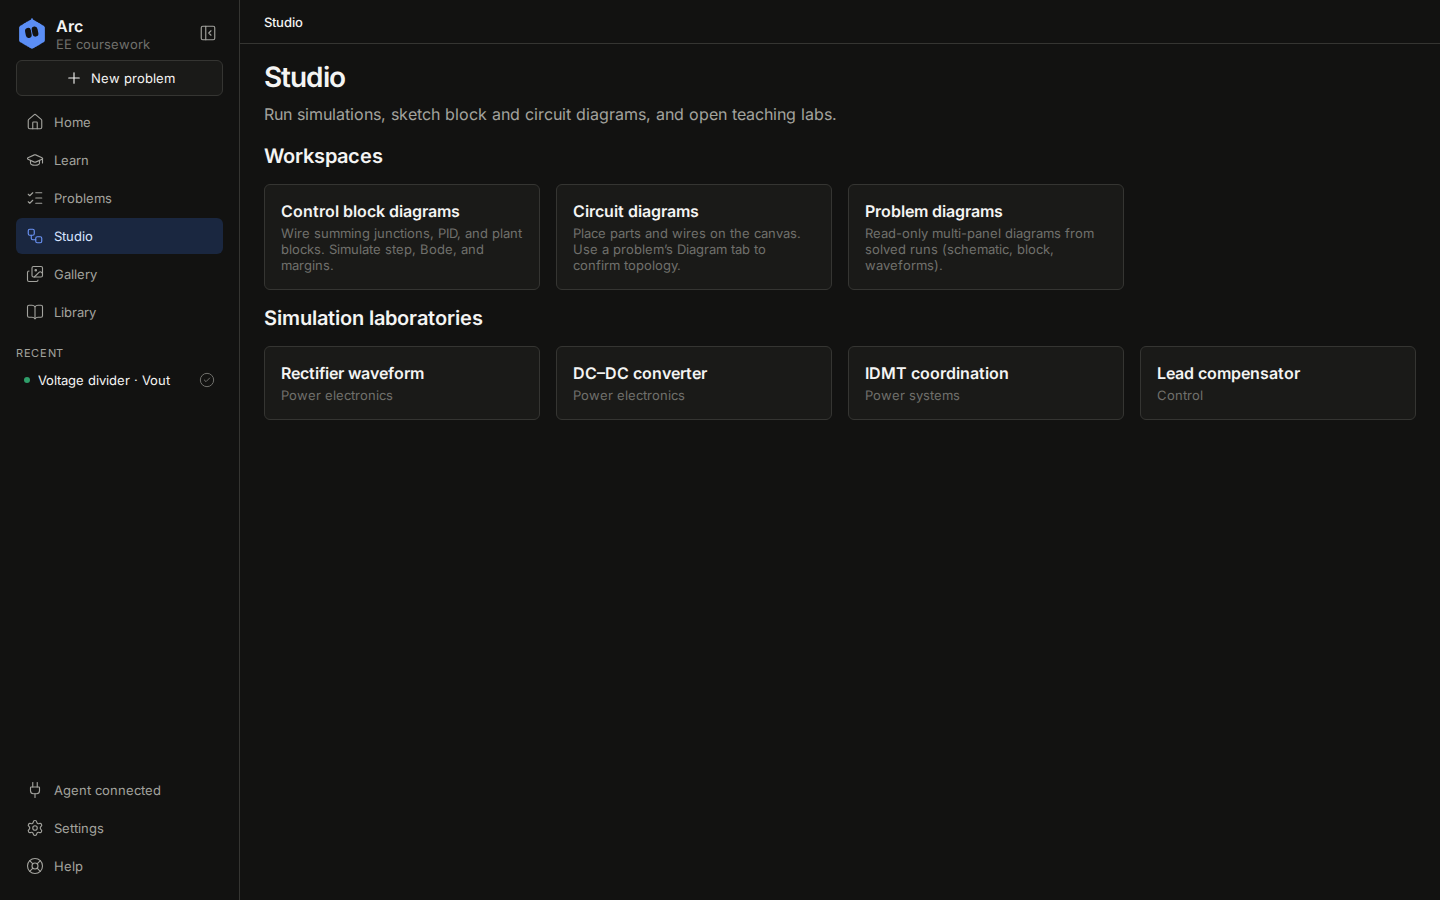 Arc
EE coursework
New problem
Home
Learn
Problems
Studio
Gallery
Library
RECENT
Voltage divider · Vout
Agent connected
Settings
Help
Studio
Studio
Run simulations, sketch block and circuit diagrams, and open teaching labs.
Workspaces
Control block diagrams
Wire summing junctions, PID, and plant
blocks. Simulate step, Bode, and
margins.
Circuit diagrams
Place parts and wires on the canvas.
Use a problem's Diagram tab to
confirm topology.
Problem diagrams
Read-only multi-panel diagrams from
solved runs (schematic, block,
waveforms).
Simulation laboratories
Rectifier waveform
Power electronics
DC–DC converter
Power electronics
IDMT coordination
Power systems
Lead compensator
Control